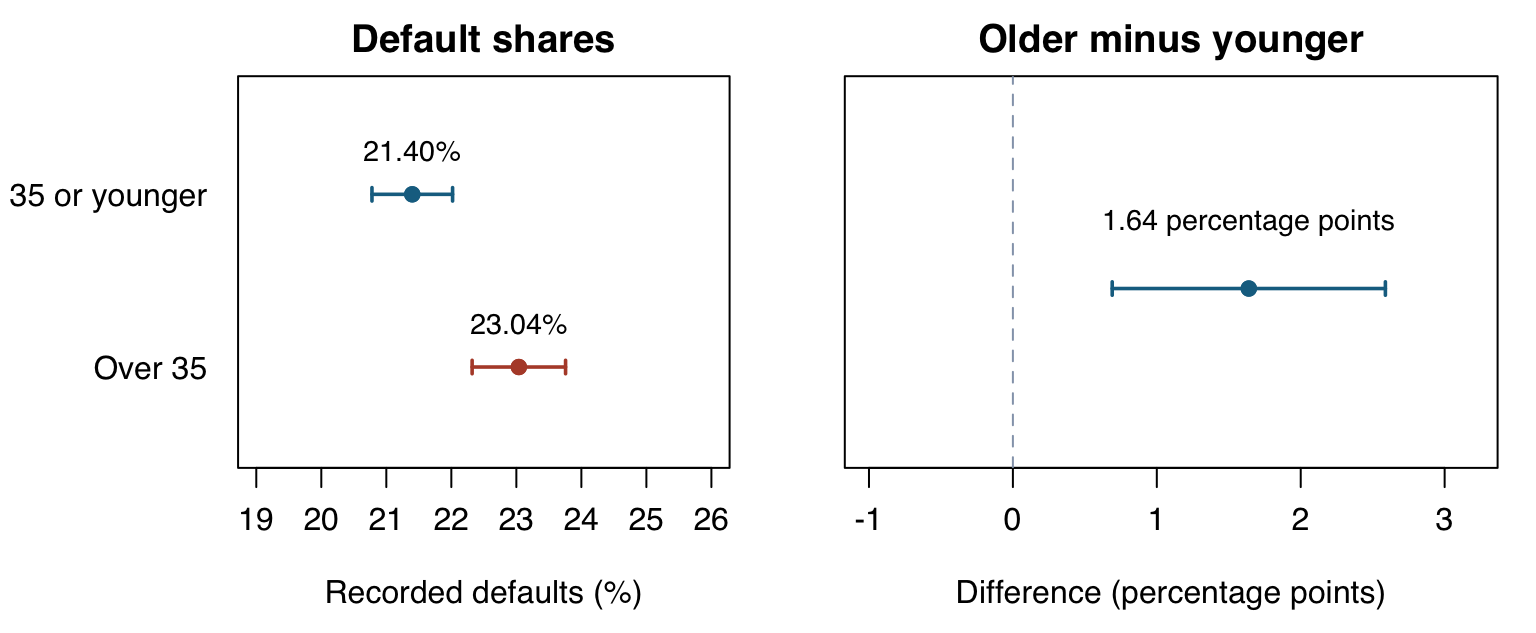 Default shares
21.40%
35 or younger
23.04%
Over 35
19 20 21 22 23 24 25 26
Recorded defaults (%)
Older minus younger
1.64 percentage points
-1 0 1 2 3
Difference (percentage points)